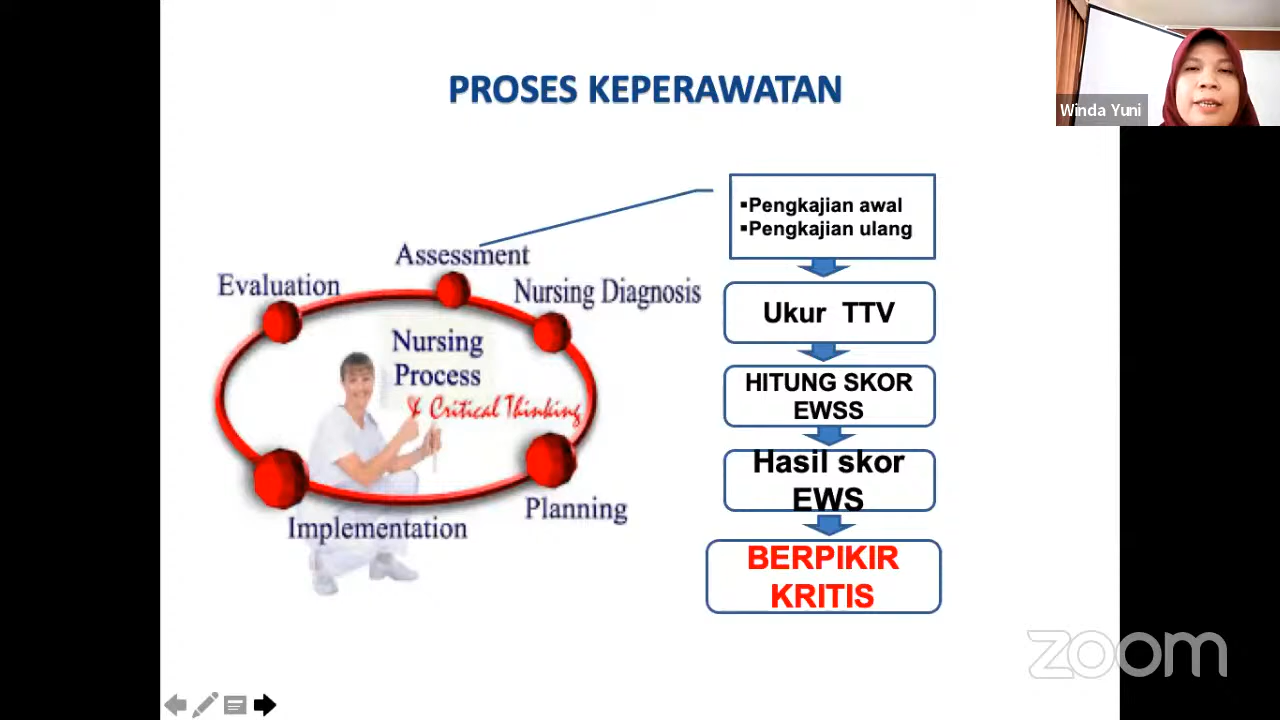 PROSES KEPERAWATAN
Winda Yuni
▪Pengkajian awal
▪Pengkajian ulang
Assessment
Evaluation
Nursing Diagnosis
Ukur TTV
Nursing
Process
& Critical Thinking
HITUNG SKOR
EWSS
Hasil skor
EWS
Planning
Implementation
BERPIKIR
KRITIS
zoom